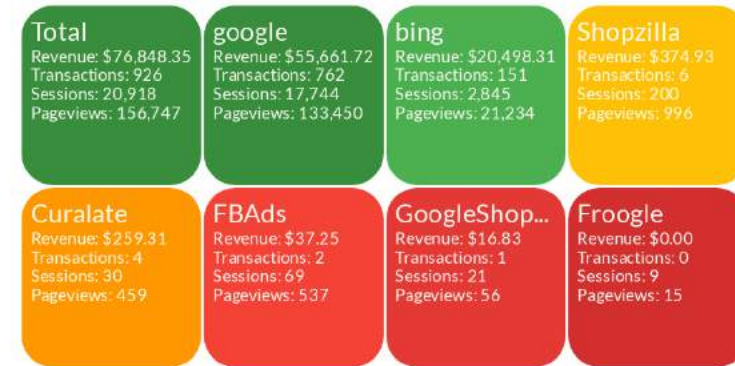 Total
Revenue: $76,848.35
Transactions: 926
Sessions: 20,918
Pageviews: 156,747
google
Revenue: $55,661.72
Transactions: 762
Sessions: 17,744
Pageviews: 133,450
bing
Revenue: $20,498.31
Transactions: 151
Sessions: 2,845
Pageviews: 21,234
Shopzilla
Revenue: $374.93
Transactions: 6
Sessions: 200
Pageviews: 996
Curalate
Revenue: $259.31
Transactions: 4
Sessions: 30
Pageviews: 459
FBAds
Revenue: $37.25
Transactions: 2
Sessions: 69
Pageviews: 537
GoogleShop...
Revenue: $16.83
Transactions: 1
Sessions: 21
Pageviews: 56
Froogle
Revenue: $0.00
Transactions: 0
Sessions: 9
Pageviews: 15